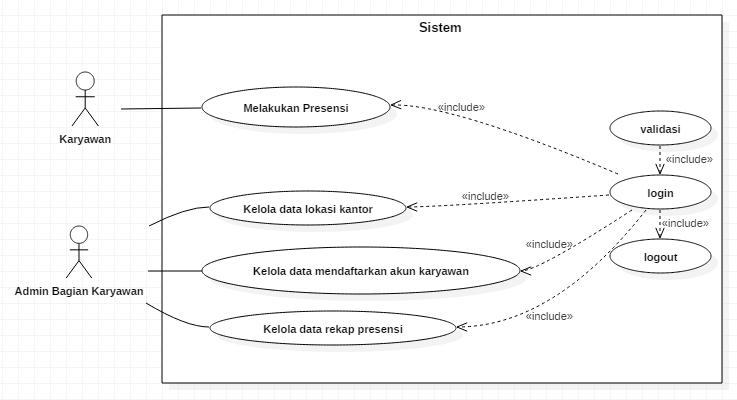 Sistem
Melakukan Presensi
«include»
Karyawan
validasi
«include»
login
«include»
Kelola data lokasi kantor
«include»
«include»
logout
Kelola data mendaftarkan akun karyawan
Admin Bagian Karyawan
«include»
Kelola data rekap presensi